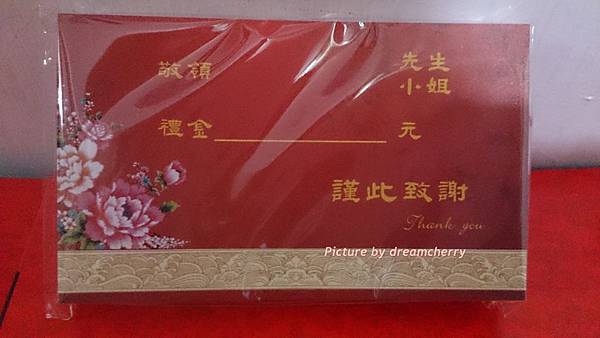 敬領 先生
小姐
禮金 元
謹此致謝
Thank you
Picture by dreamcherry